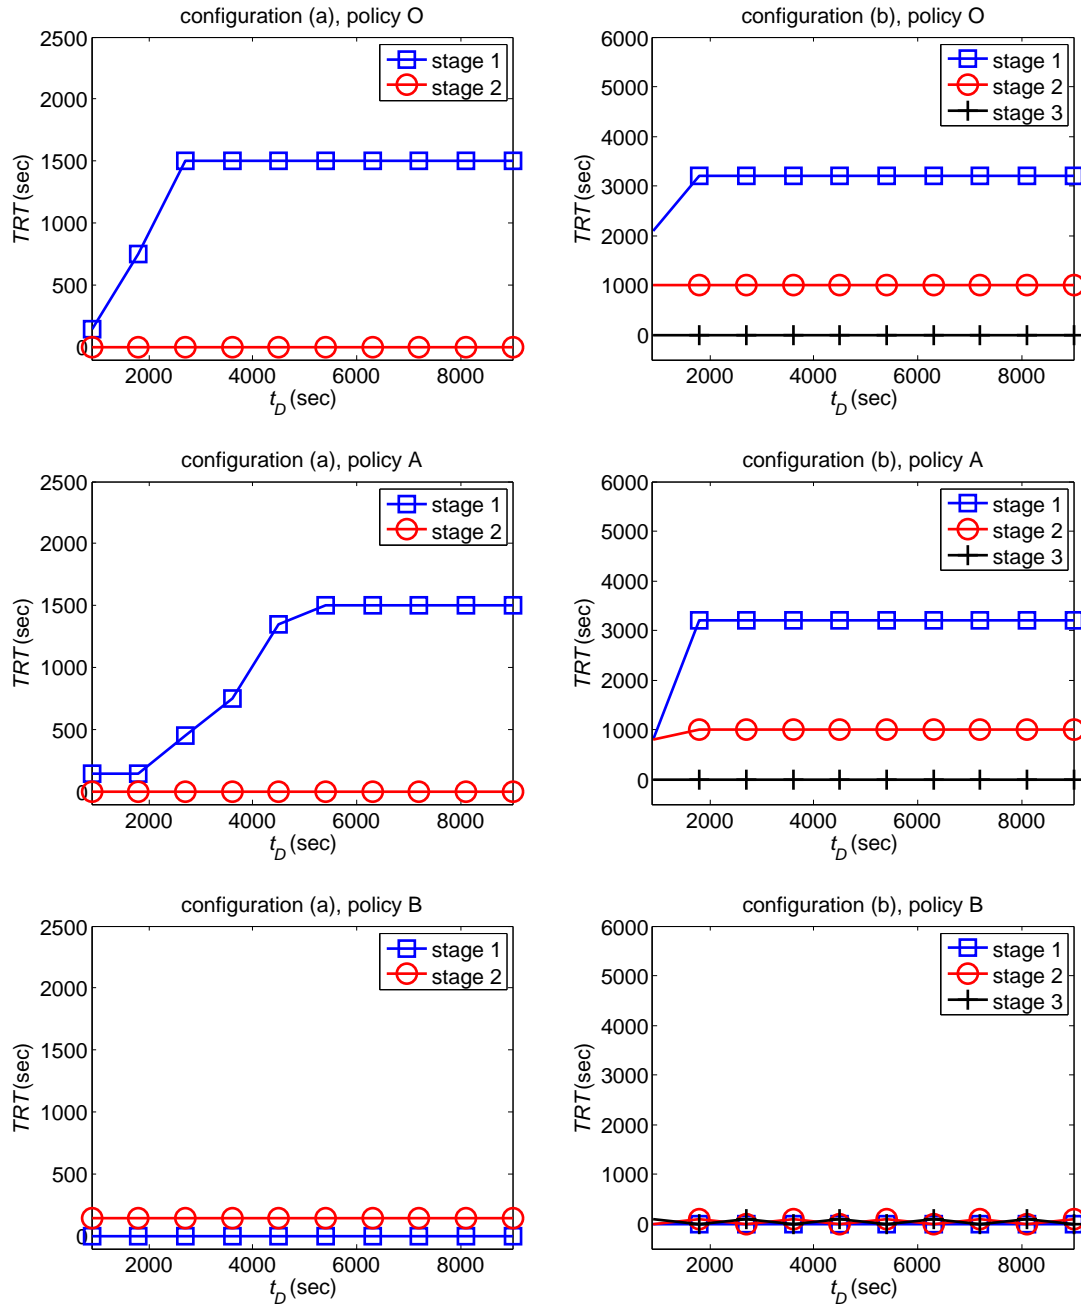 configuration (a), policy O
2500
2000
1500
1000
500
0
TRT (sec)
2000 4000 6000 8000
t_D (sec)
stage 1
stage 2
configuration (b), policy O
6000
5000
4000
3000
2000
1000
0
TRT (sec)
2000 4000 6000 8000
t_D (sec)
stage 1
stage 2
stage 3
configuration (a), policy A
2500
2000
1500
1000
500
0
TRT (sec)
2000 4000 6000 8000
t_D (sec)
stage 1
stage 2
configuration (b), policy A
6000
5000
4000
3000
2000
1000
0
TRT (sec)
2000 4000 6000 8000
t_D (sec)
stage 1
stage 2
stage 3
configuration (a), policy B
2500
2000
1500
1000
500
0
TRT (sec)
2000 4000 6000 8000
t_D (sec)
stage 1
stage 2
configuration (b), policy B
6000
5000
4000
3000
2000
1000
0
TRT (sec)
2000 4000 6000 8000
t_D (sec)
stage 1
stage 2
stage 3